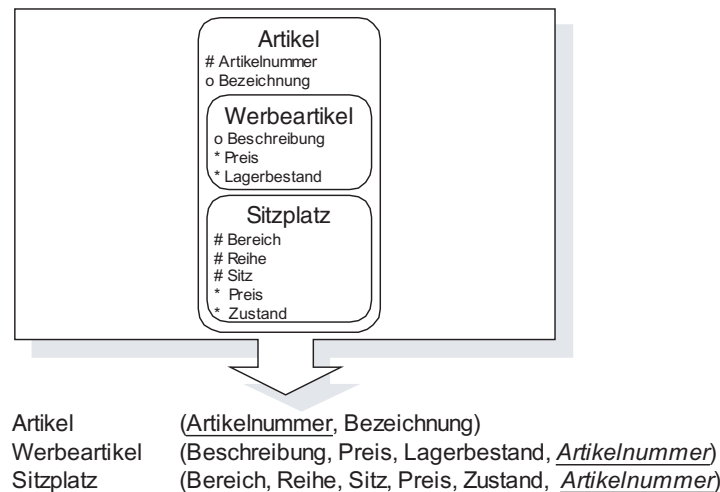 Artikel
# Artikelnummer
o Bezeichnung
Werbeartikel
o Beschreibung
* Preis
* Lagerbestand
Sitzplatz
# Bereich
# Reihe
# Sitz
* Preis
* Zustand
Artikel (Artikelnummer, Bezeichnung)
Werbeartikel (Beschreibung, Preis, Lagerbestand, Artikelnummer)
Sitzplatz (Bereich, Reihe, Sitz, Preis, Zustand, Artikelnummer)